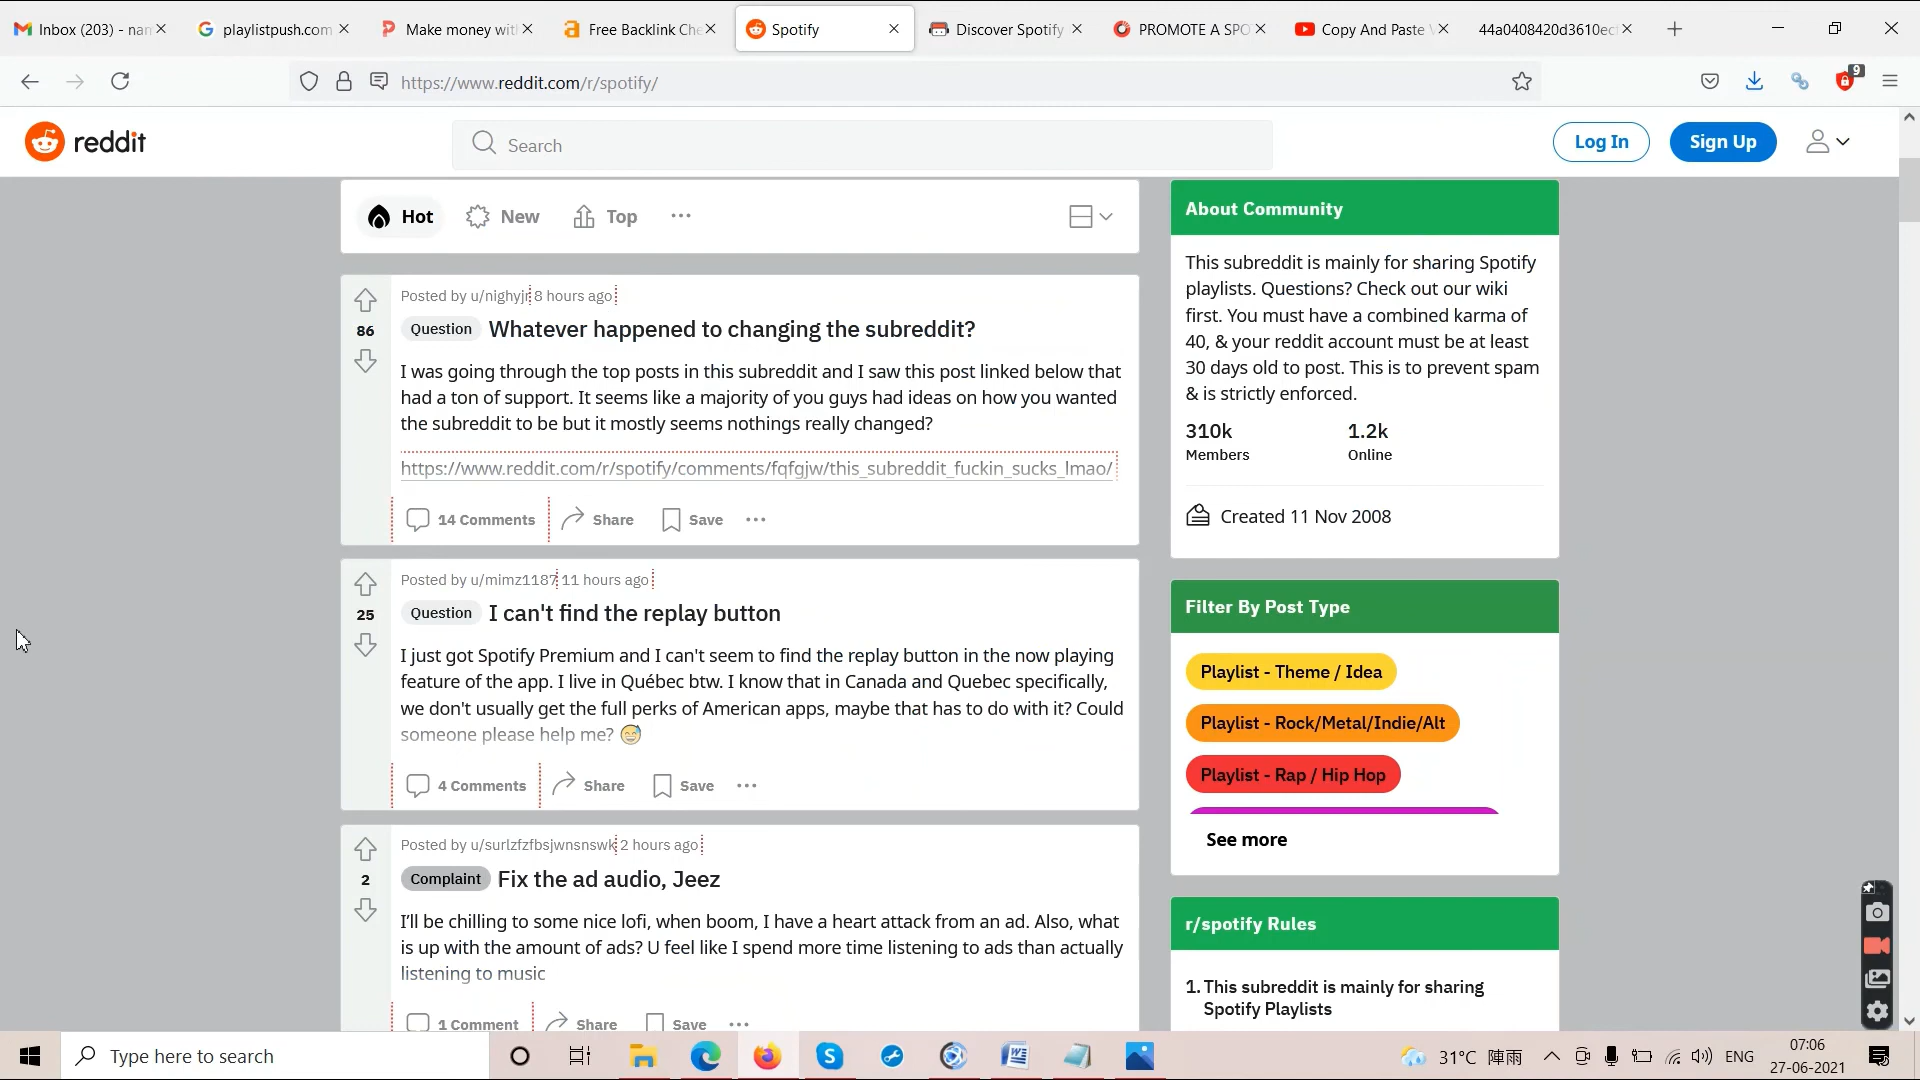 Inbox (203) - nan
playlistpush.com
Make money wit
Free Backlink Che
Spotify
Discover Spotify
PROMOTE A SPO
Copy And Paste V
44a0408420d3610ec
https://www.reddit.com/r/spotify/
9
reddit
Search
Log In
Sign Up
Hot
New
Top
Posted by u/nighyjr 8 hours ago
86
Question Whatever happened to changing the subreddit?
I was going through the top posts in this subreddit and I saw this post linked below that
had a ton of support. It seems like a majority of you guys had ideas on how you wanted
the subreddit to be but it mostly seems nothings really changed?
https://www.reddit.com/r/spotify/comments/fqfgjw/this_subreddit_fuckin_sucks_lmao/
14 Comments
Share
Save
Posted by u/mimz1187 11 hours ago
25
Question I can't find the replay button
I just got Spotify Premium and I can't seem to find the replay button in the now playing
feature of the app. I live in Québec btw. I know that in Canada and Quebec specifically,
we don't usually get the full perks of American apps, maybe that has to do with it? Could
someone please help me? 😅
4 Comments
Share
Save
Posted by u/surlzfzfbsjwnsnswk 2 hours ago
2
Complaint Fix the ad audio, Jeez
I'll be chilling to some nice lofi, when boom, I have a heart attack from an ad. Also, what
is up with the amount of ads? U feel like I spend more time listening to ads than actually
listening to music
1 Comment
Share
Save
About Community
This subreddit is mainly for sharing Spotify
playlists. Questions? Check out our wiki
first. You must have a combined karma of
40, & your reddit account must be at least
30 days old to post. This is to prevent spam
& is strictly enforced.
310k
Members
1.2k
Online
Created 11 Nov 2008
Filter By Post Type
Playlist - Theme / Idea
Playlist - Rock/Metal/Indie/Alt
Playlist - Rap / Hip Hop
See more
r/spotify Rules
1. This subreddit is mainly for sharing
Spotify Playlists
Type here to search
31°C 陣雨
ENG
07:06
27-06-2021